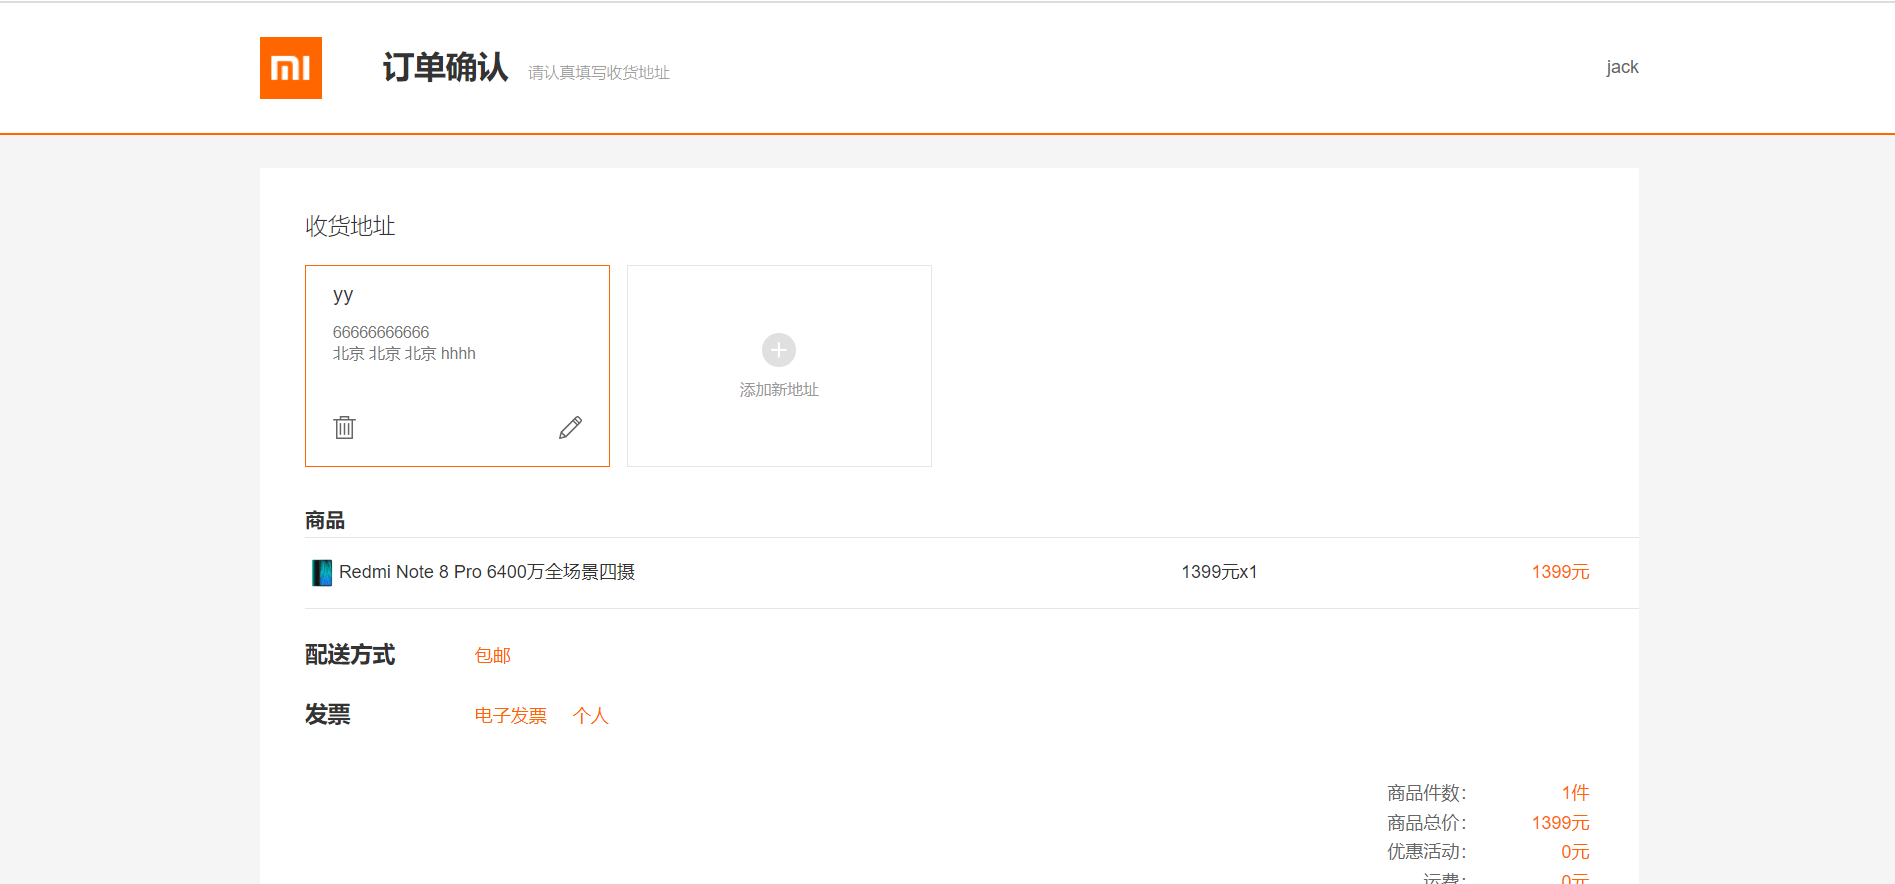 mi
订单确认 请认真填写收货地址 jack
收货地址
yy
66666666666
北京 北京 北京 hhhh
添加新地址
商品
Redmi Note 8 Pro 6400万全场景四摄 1399元x1 1399元
配送方式 包邮
发票 电子发票 个人
商品件数： 1件
商品总价： 1399元
优惠活动： 0元
运费： 0元